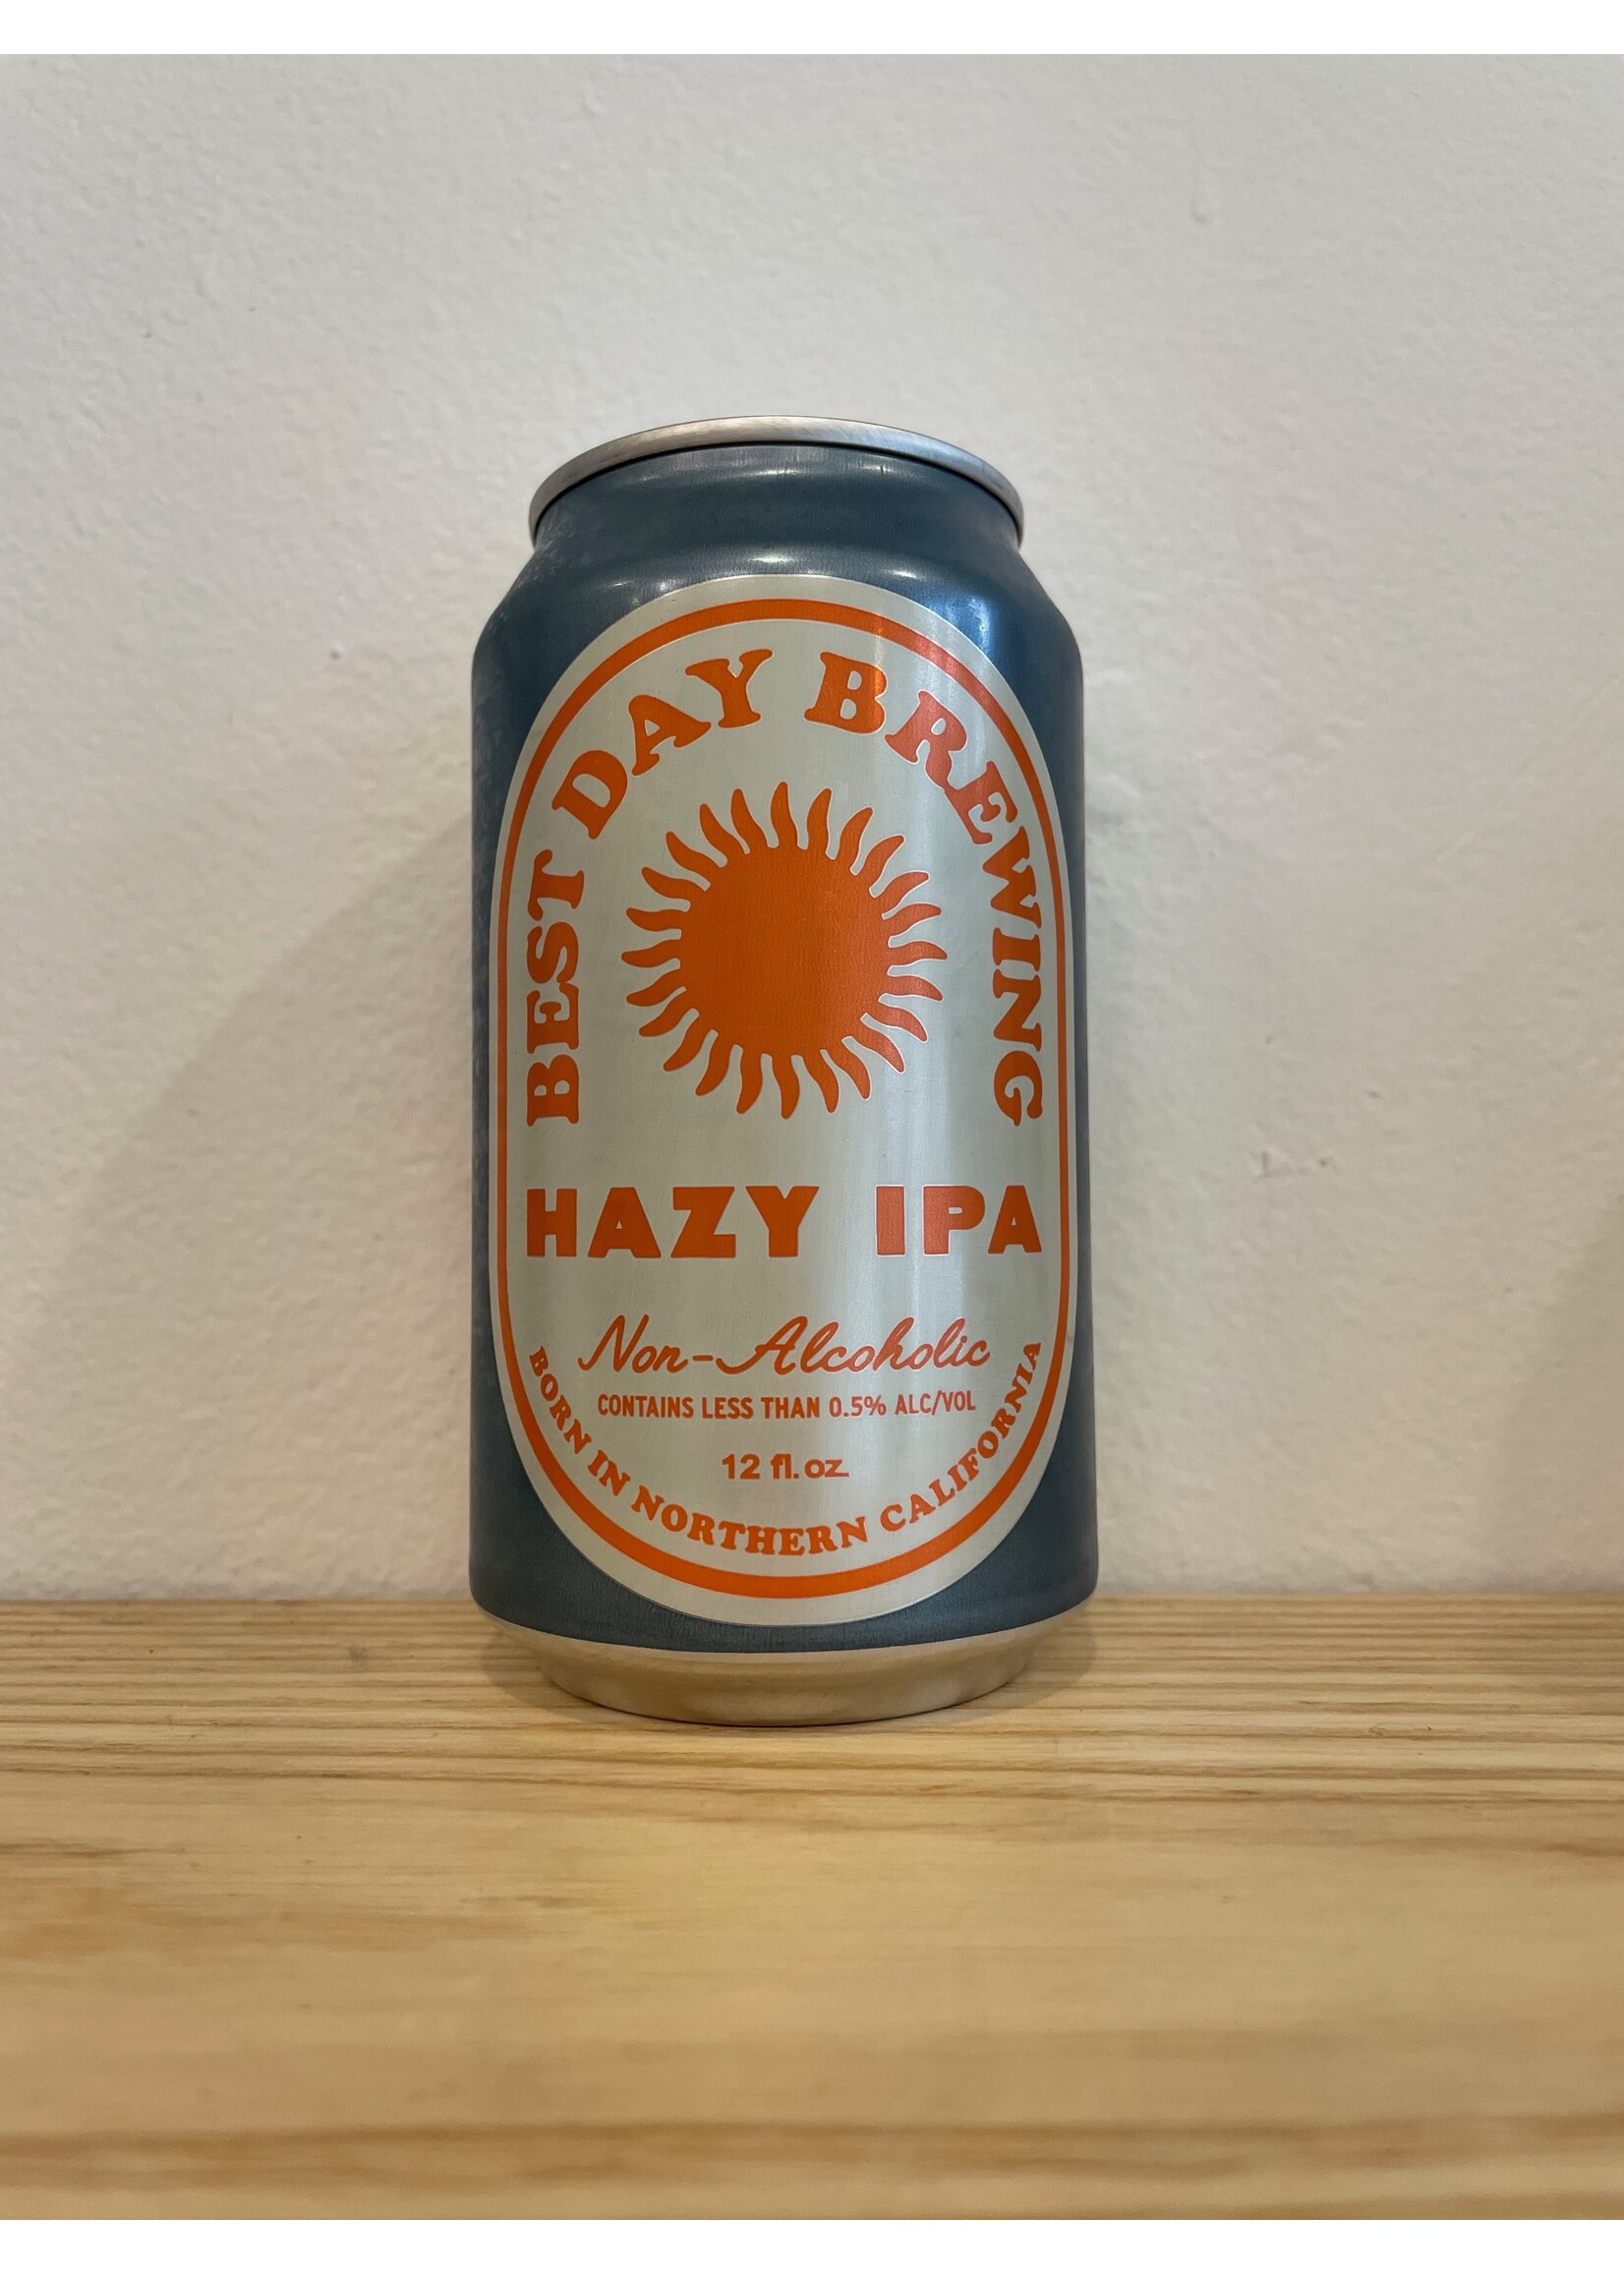 BEST DAY BREWING
HAZY IPA
Non-Alcoholic
CONTAINS LESS THAN 0.5% ALC/VOL
12 fl. oz.
BORN IN NORTHERN CALIFORNIA